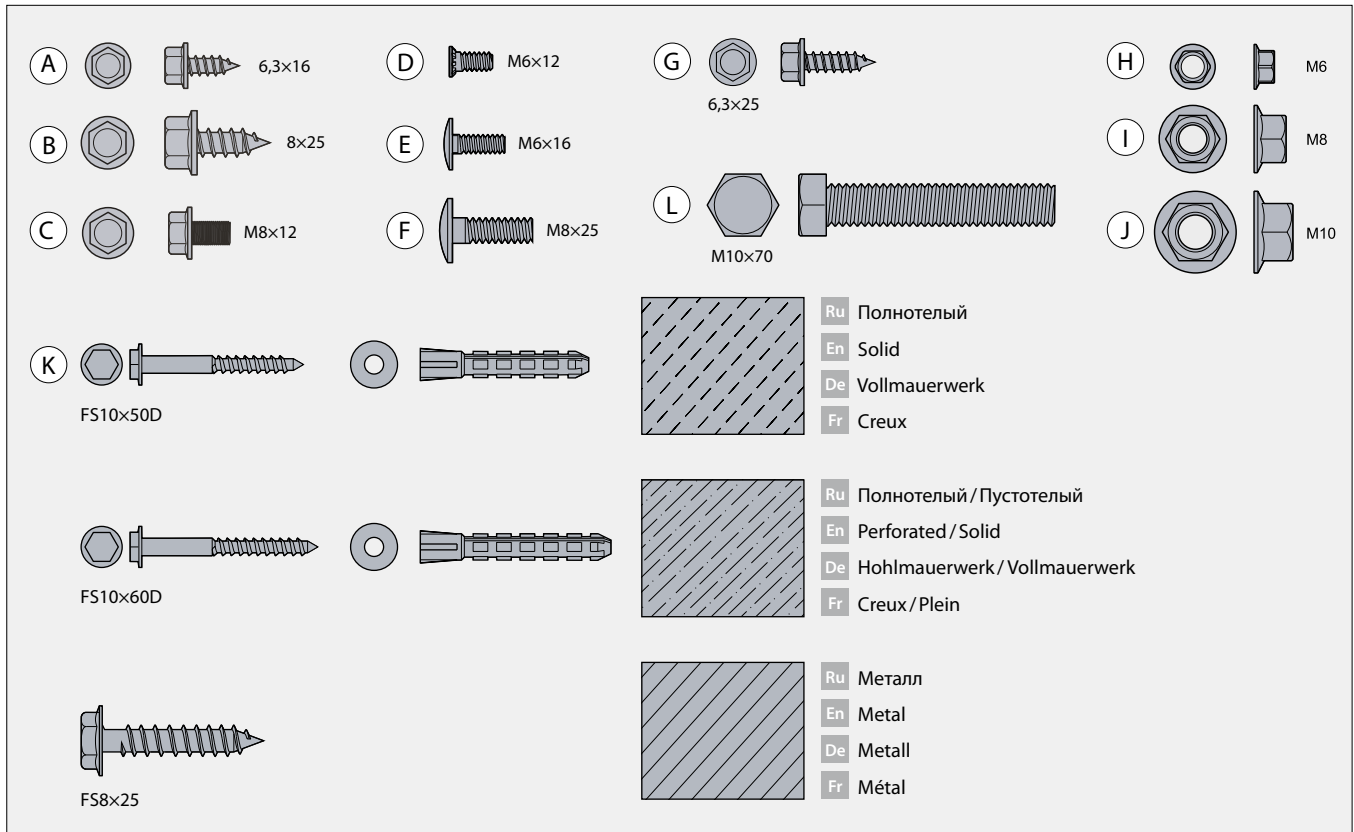 A
6,3×16
B
8×25
C
M8×12
D
M6×12
E
M6×16
F
M8×25
G
6,3×25
L
M10×70
H
M6
I
M8
J
M10
K
FS10×50D
Ru Полнотелый
En Solid
De Vollmauerwerk
Fr Creux
FS10×60D
Ru Полнотелый / Пустотелый
En Perforated / Solid
De Hohlmauerwerk / Vollmauerwerk
Fr Creux / Plein
FS8×25
Ru Металл
En Metal
De Metall
Fr Métal